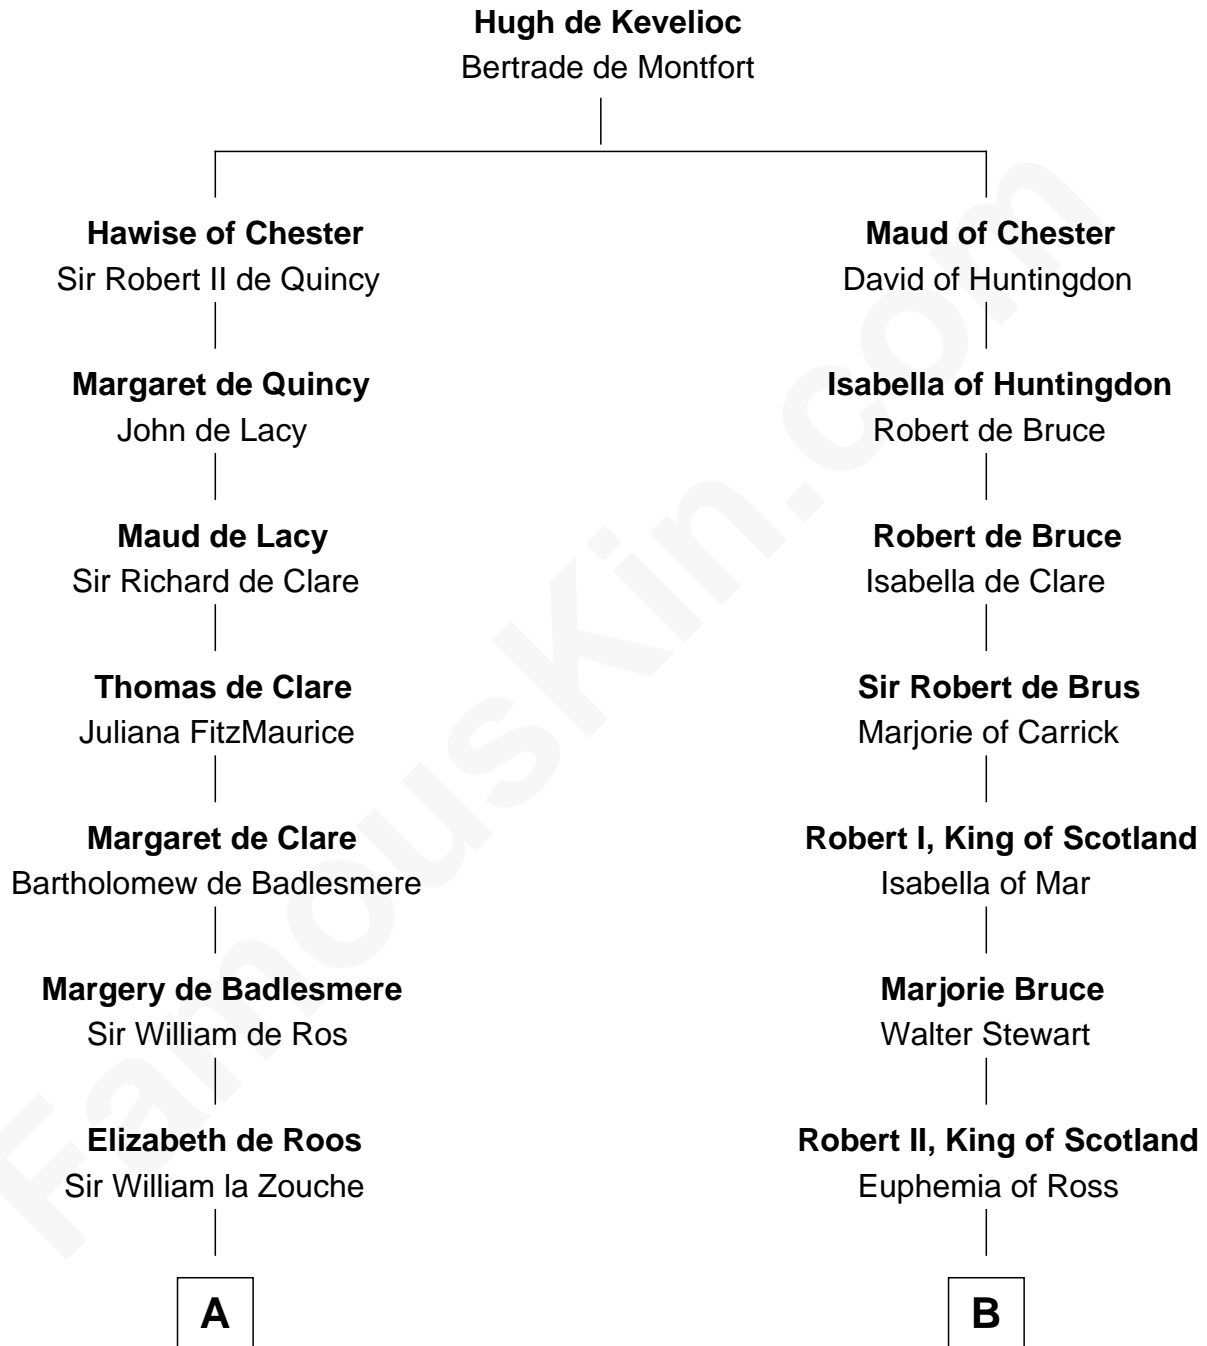 Hugh de Kevelioc
Bertrade de Montfort
Hawise of Chester
Sir Robert II de Quincy
Maud of Chester
David of Huntingdon
Margaret de Quincy
John de Lacy
Isabella of Huntingdon
Robert de Bruce
Maud de Lacy
Sir Richard de Clare
Robert de Bruce
Isabella de Clare
Thomas de Clare
Juliana FitzMaurice
Sir Robert de Brus
Marjorie of Carrick
Margaret de Clare
Bartholomew de Badlesmere
Robert I, King of Scotland
Isabella of Mar
Margery de Badlesmere
Sir William de Ros
Marjorie Bruce
Walter Stewart
Elizabeth de Roos
Sir William la Zouche
Robert II, King of Scotland
Euphemia of Ross
A
B
FamousKin.com